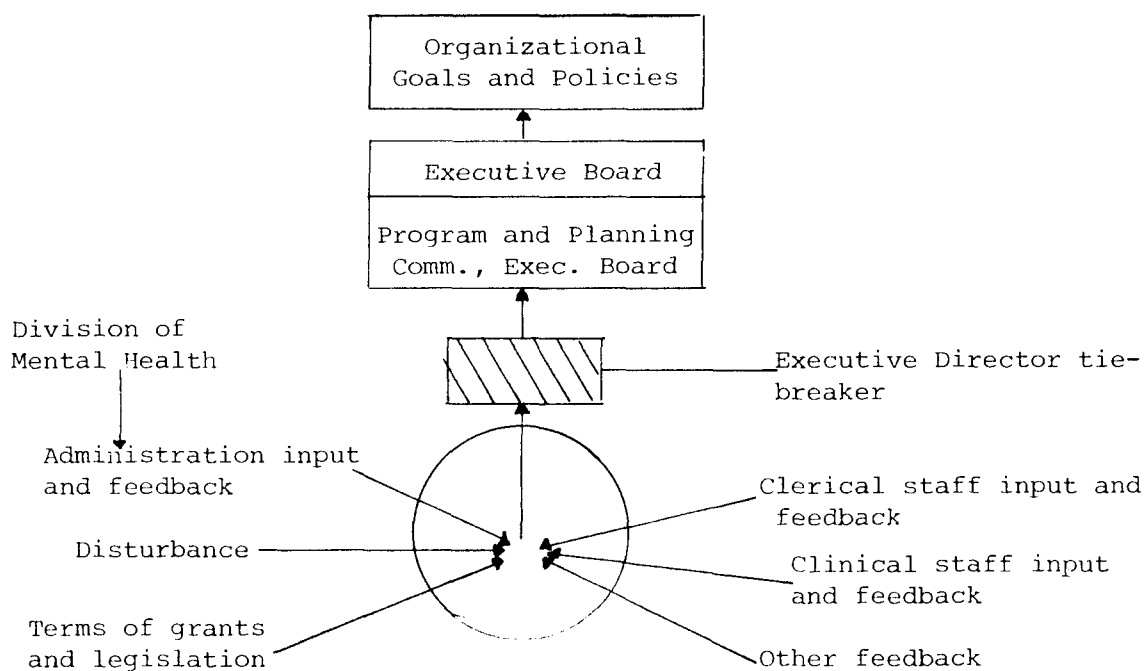 Organizational
Goals and Policies
Executive Board
Program and Planning
Comm., Exec. Board
Division of
Mental Health
Executive Director tie-
breaker
Administration input
and feedback
Clerical staff input and
feedback
Disturbance
Clinical staff input
and feedback
Terms of grants
and legislation
Other feedback